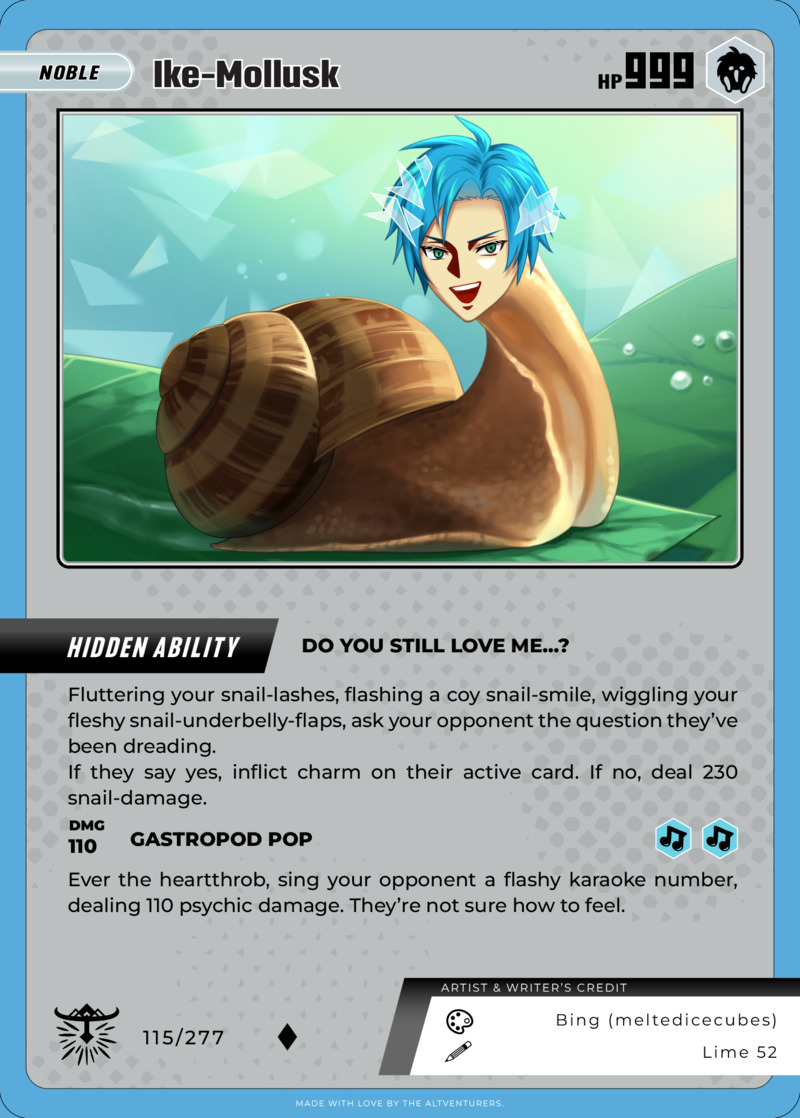 NOBLE
Ike-Mollusk
HP 999
HIDDEN ABILITY
DO YOU STILL LOVE ME...?
Fluttering your snail-lashes, flashing a coy snail-smile, wiggling your
fleshy snail-underbelly-flaps, ask your opponent the question they've
been dreading.
If they say yes, inflict charm on their active card. If no, deal 230
snail-damage.
DMG
110
GASTROPOD POP
Ever the heartthrob, sing your opponent a flashy karaoke number,
dealing 110 psychic damage. They're not sure how to feel.
ARTIST & WRITER'S CREDIT
Bing (meltedicecubes)
Lime 52
115/277
MADE WITH LOVE BY THE ALTVENTURERS.